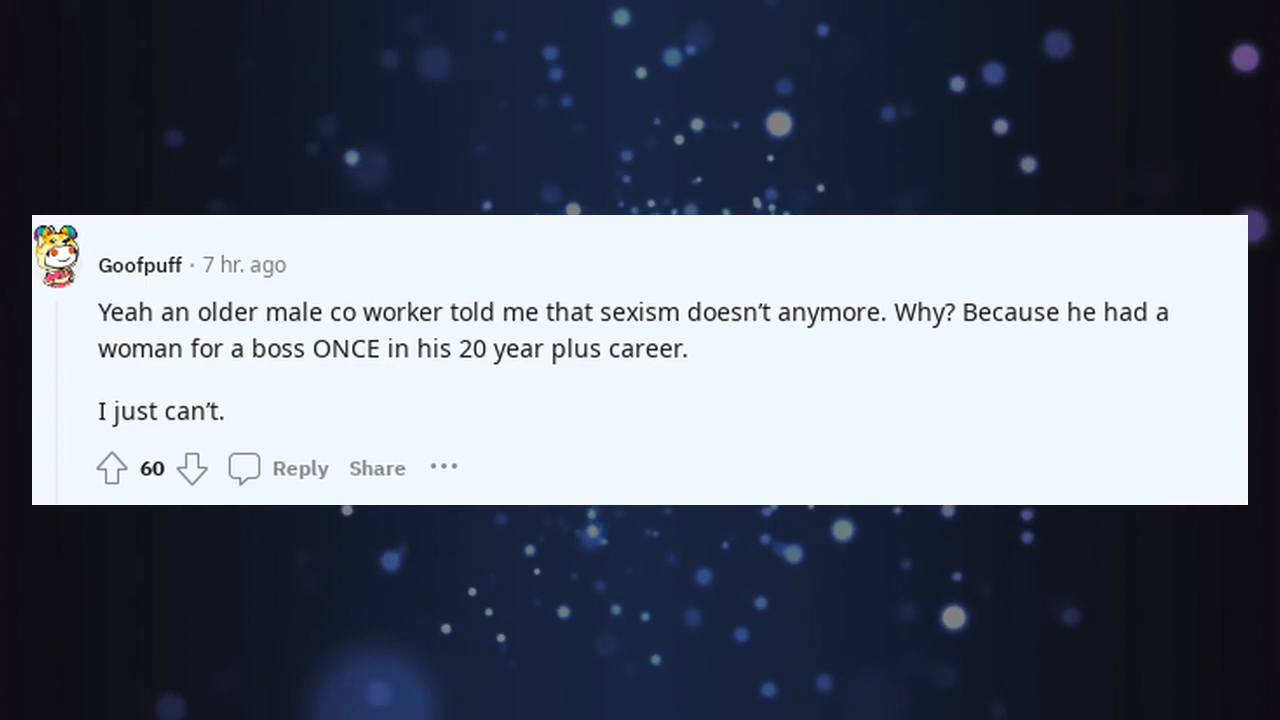 Goofpuff · 7 hr. ago
Yeah an older male co worker told me that sexism doesn’t anymore. Why? Because he had a
woman for a boss ONCE in his 20 year plus career.
I just can’t.
60 Reply Share ...